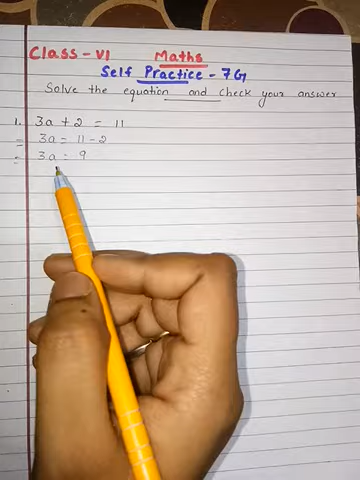 Class - VI Maths
Self Practice - 7G
Solve the equation and check your answer
1. 3a + 2 = 11
= 3a = 11 - 2
= 3a = 9